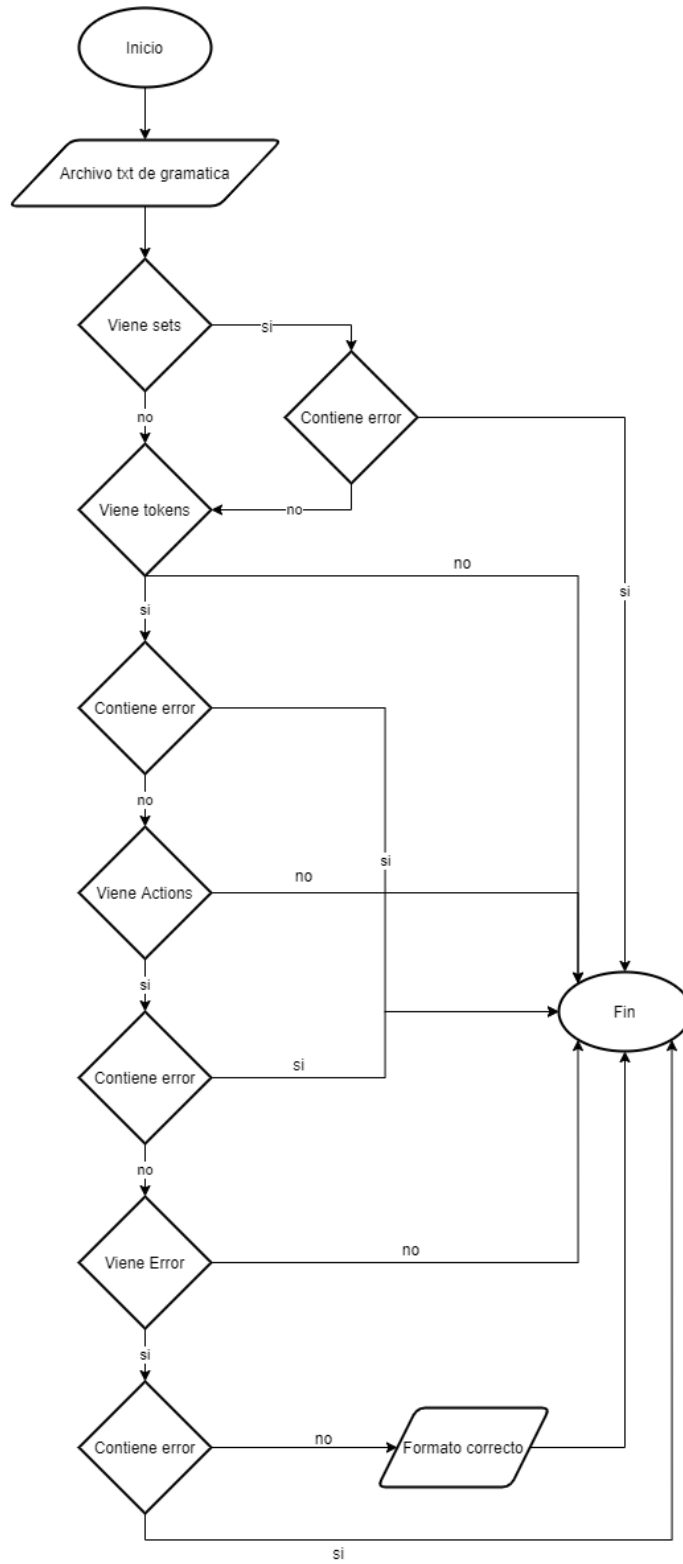 Inicio
Archivo txt de gramatica
Viene sets
si
Contiene error
no
no
Viene tokens
no
si
si
Contiene error
no
si
Viene Actions
no
si
Fin
Contiene error
si
no
Viene Error
no
si
Contiene error
no
Formato correcto
si